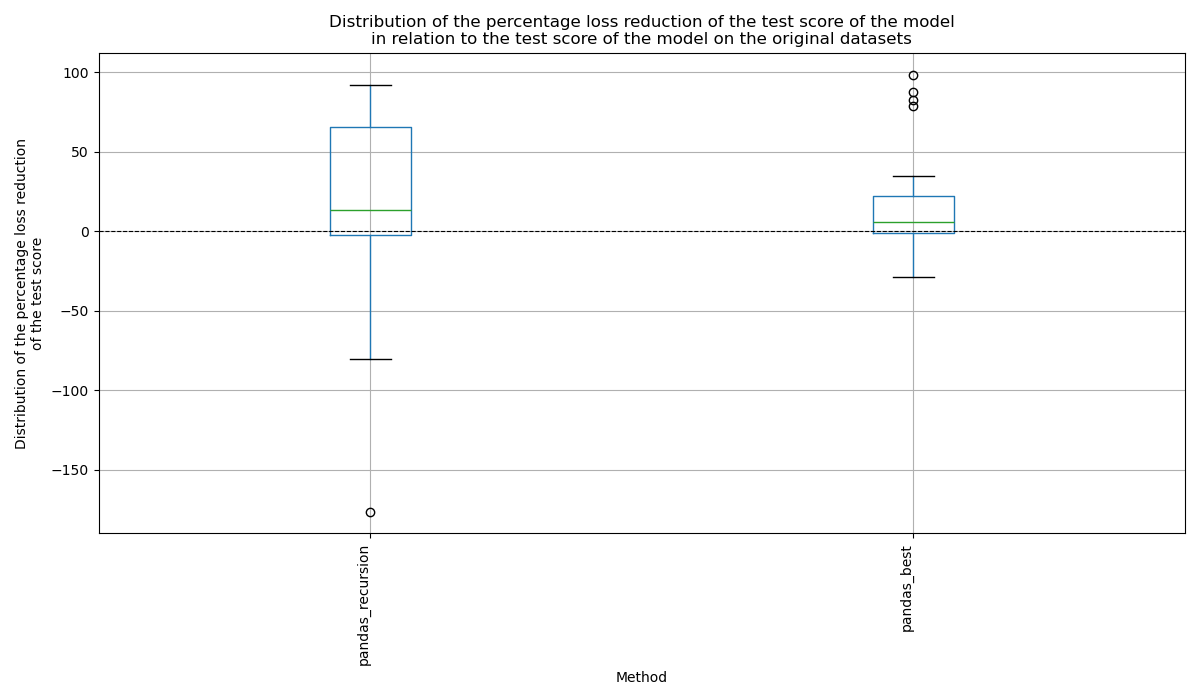 Distribution of the percentage loss reduction of the test score of the model
in relation to the test score of the model on the original datasets
Distribution of the percentage loss reduction
of the test score
100
50
0
−50
−100
−150
pandas_recursion
pandas_best
Method